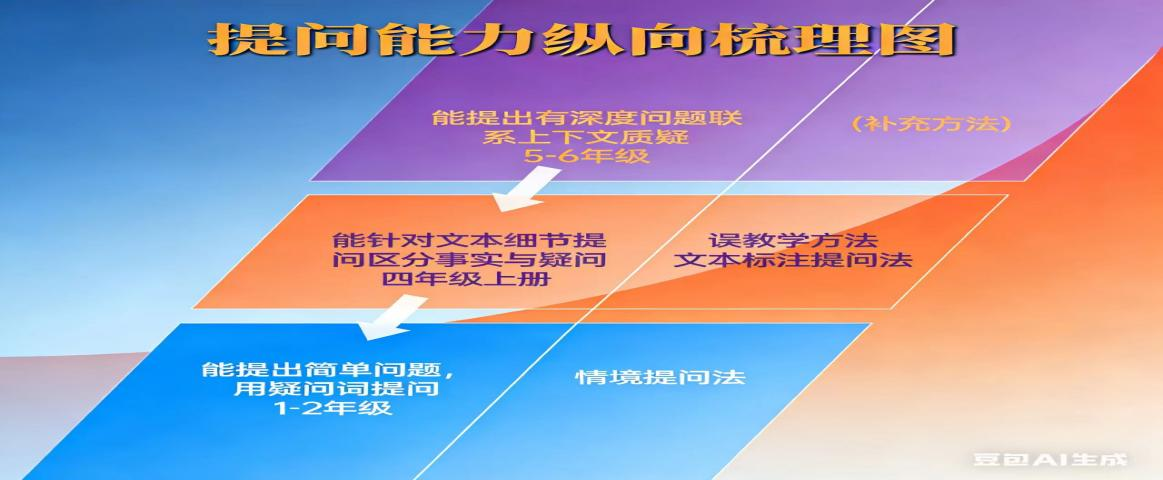 提问能力纵向梳理图
能提出有深度问题联
系上下文质疑
5-6年级
(补充方法)
能针对文本细节提
问区分事实与疑问
四年级上册
误教学方法
文本标注提问法
能提出简单问题，
用疑问词提问
1-2年级
情境提问法
豆包AI生成